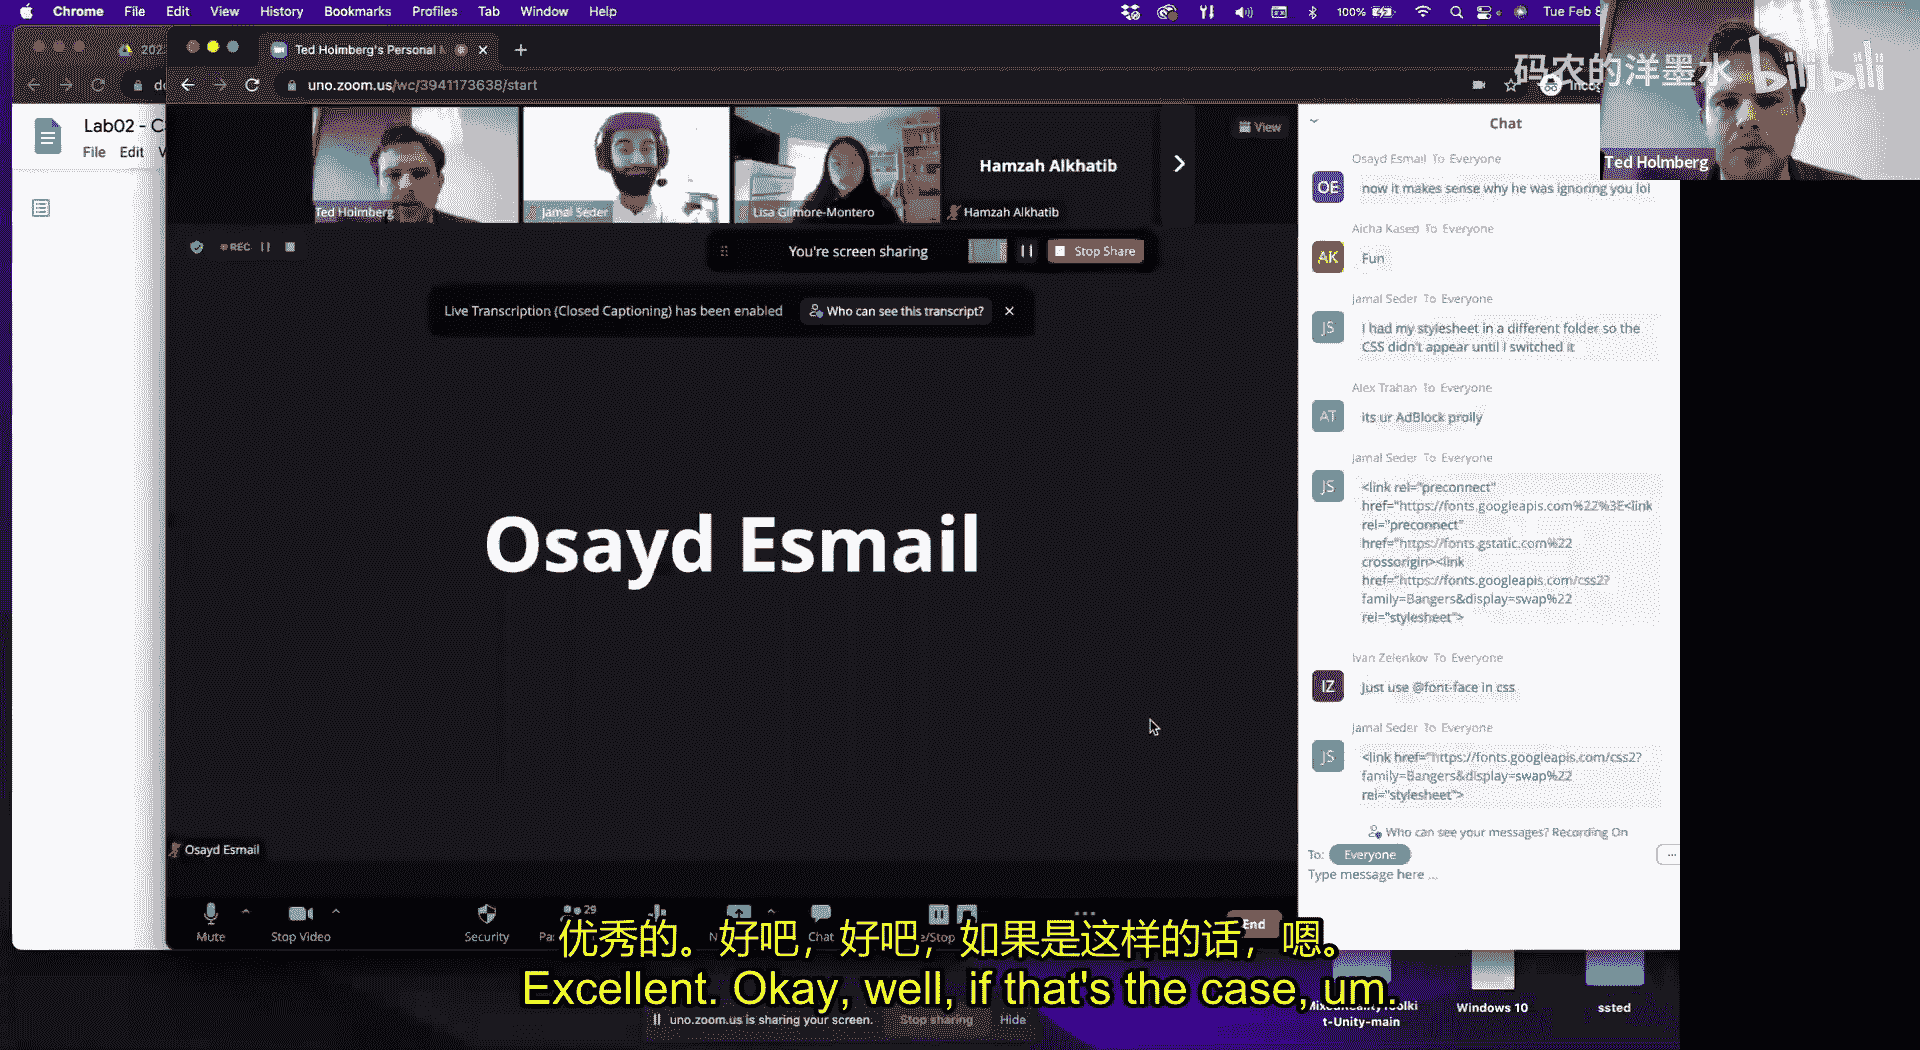 Chrome File Edit View History Bookmarks Profiles Tab Window Help
100%
Tue Feb 8
202
Ted Holmberg's Personal
uno.zoom.us/wc/3941173638/start
码农的洋墨水 bilibili
Ted Holmberg
Lab02 - C
File Edit V
Ted Holmberg
Jamal Seder
Lisa Gilmore-Montero
Hamzah Alkhatib
Hamzah Alkhatib
View
REC
You're screen sharing
Stop Share
Live Transcription (Closed Captioning) has been enabled
Who can see this transcript?
Osayd Esmail
Osayd Esmail
Chat
Osayd Esmail To Everyone
OE
now it makes sense why he was ignoring you lol
Aicha Kased To Everyone
AK
Fun
Jamal Seder To Everyone
JS
I had my stylesheet in a different folder so the
CSS didn't appear until I switched it
Alex Trahan To Everyone
AT
its ur AdBlock prolly
Jamal Seder To Everyone
JS
<link rel="preconnect"
href="https://fonts.googleapis.com%22%3E<link
rel="preconnect"
href="https://fonts.gstatic.com%22
crossorigin><link
href="https://fonts.googleapis.com/css2?
family=Bangers&display=swap%22
rel="stylesheet">
Ivan Zelenkov To Everyone
IZ
Just use @font-face in css
Jamal Seder To Everyone
JS
<link href="https://fonts.googleapis.com/css2?
family=Bangers&display=swap%22
rel="stylesheet">
Who can see your messages? Recording On
To: Everyone
Type message here ...
Mute
Stop Video
Security
29
Chat
End
优秀的。好吧，好吧，如果是这样的话，嗯。
Excellent. Okay, well, if that's the case, um.
uno.zoom.us is sharing your screen.
Stop sharing
Hide
t-Unity-main
Windows 10
ssted